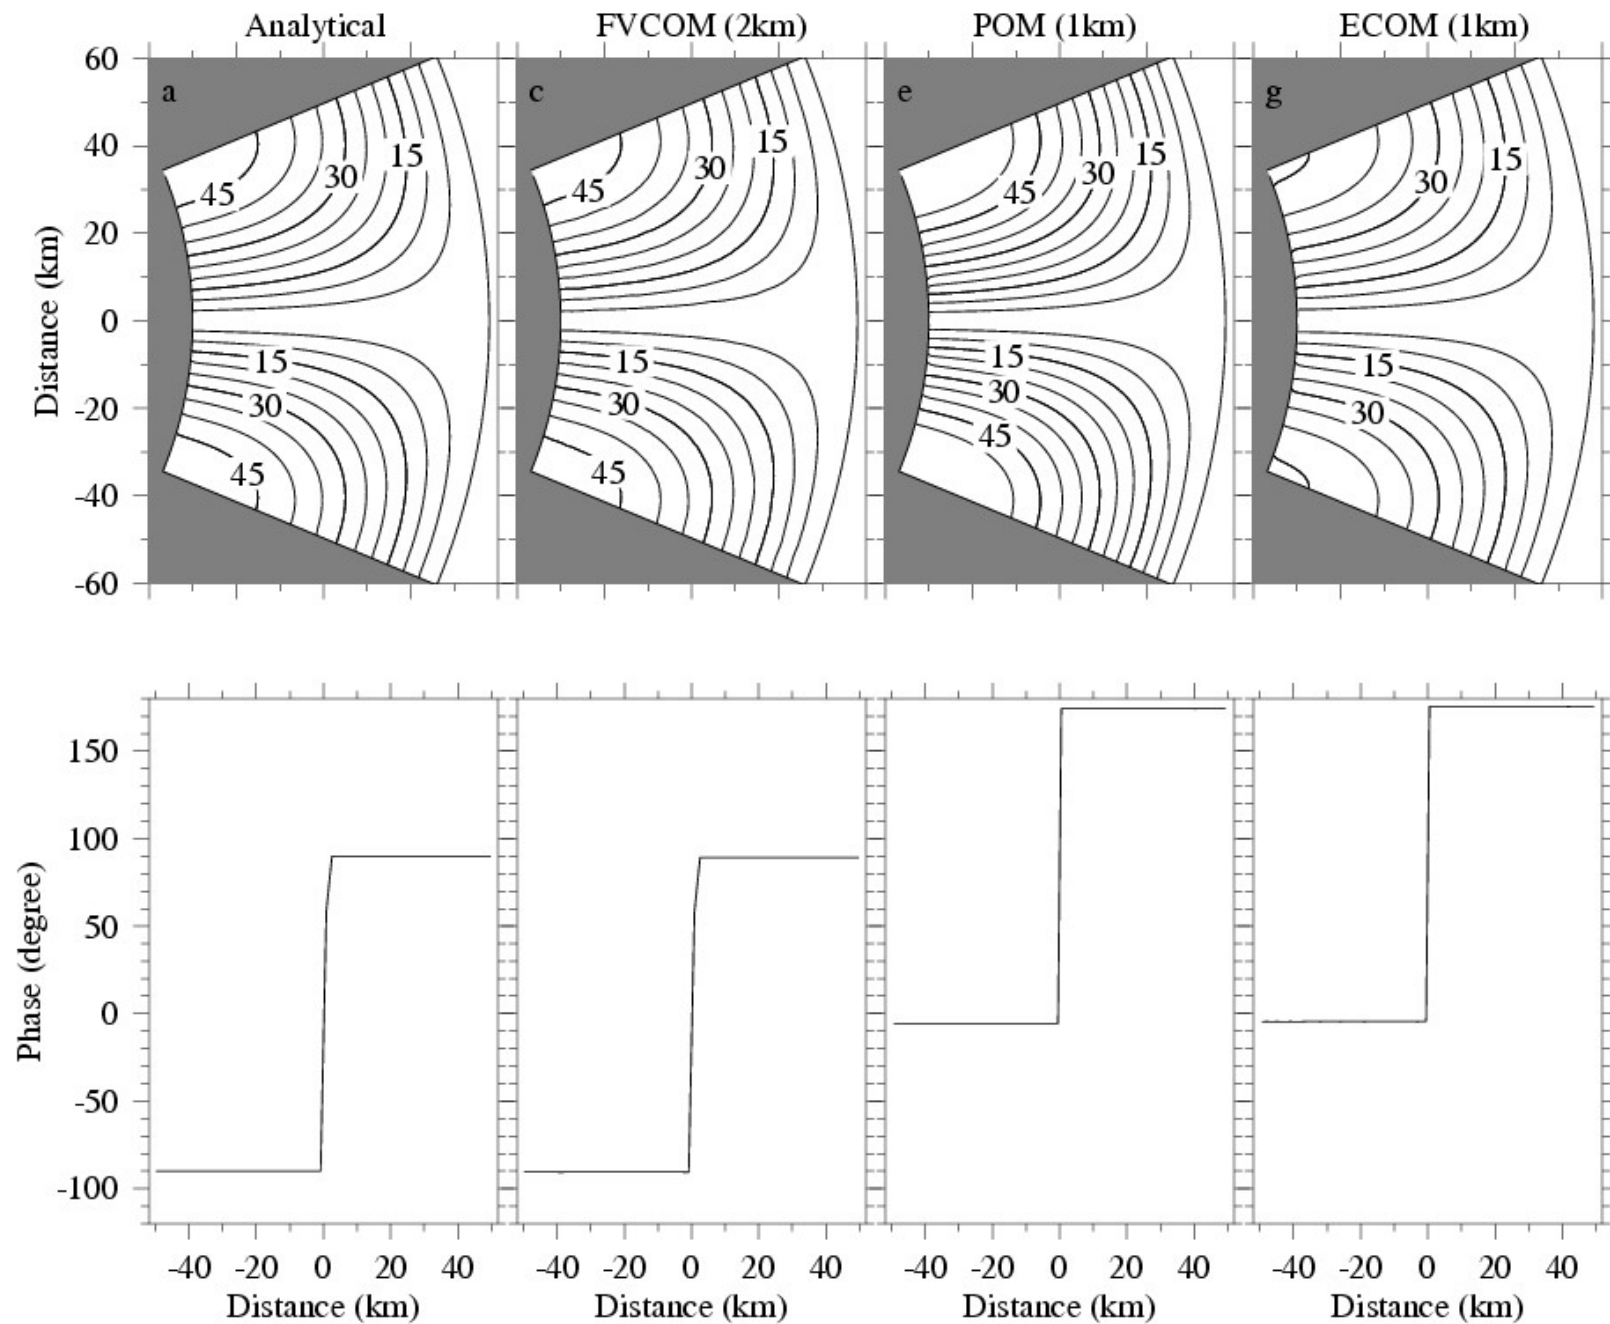 Analytical FVCOM (2km) POM (1km) ECOM (1km)
60
a c e g
40
15 15 15 15
30 30 30 30
45 45 45
20
Distance (km)
0
15 15 15 15
-20
30 30 30 30
45 45 45
-40
-60
150
100
50
Phase (degree)
0
-50
-100
-40 -20 0 20 40 -40 -20 0 20 40 -40 -20 0 20 40 -40 -20 0 20 40
Distance (km) Distance (km) Distance (km) Distance (km)